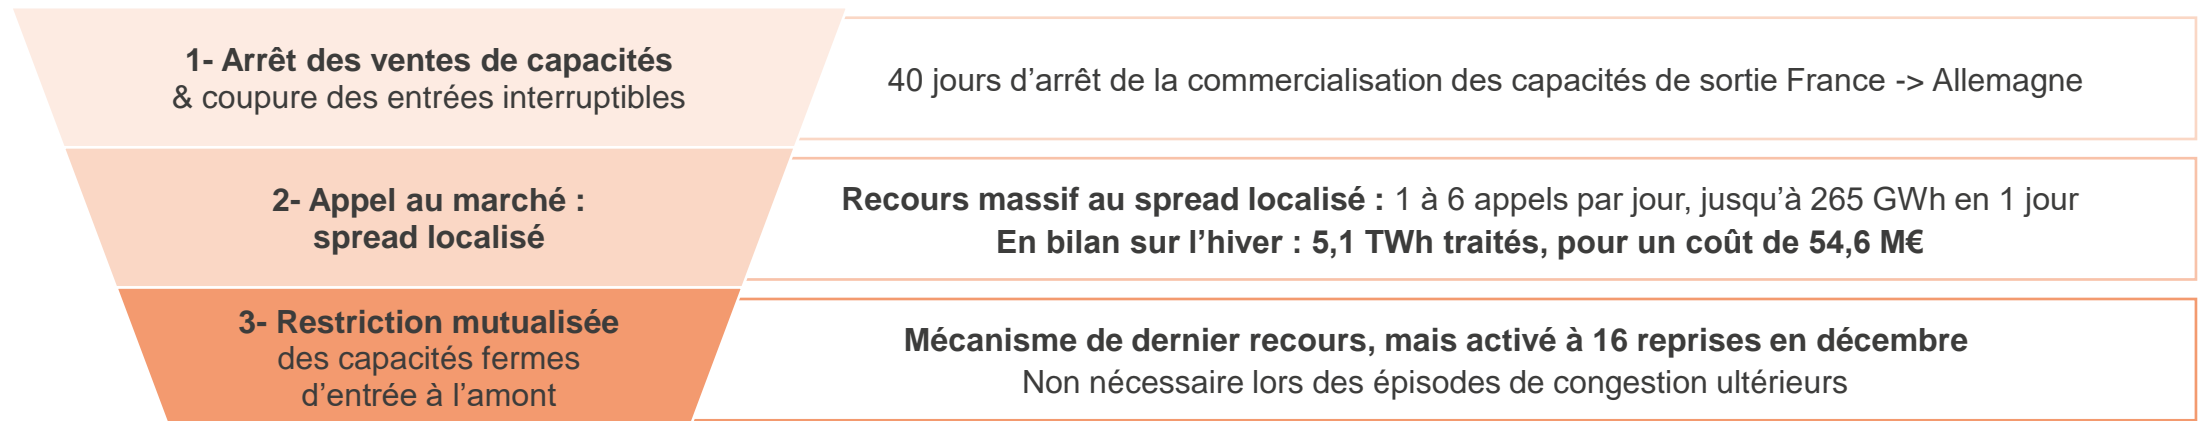 1- Arrêt des ventes de capacités
& coupure des entrées interruptibles
40 jours d’arrêt de la commercialisation des capacités de sortie France -> Allemagne
2- Appel au marché :
spread localisé
Recours massif au spread localisé : 1 à 6 appels par jour, jusqu’à 265 GWh en 1 jour
En bilan sur l’hiver : 5,1 TWh traités, pour un coût de 54,6 M€
3- Restriction mutualisée
des capacités fermes
d’entrée à l’amont
Mécanisme de dernier recours, mais activé à 16 reprises en décembre
Non nécessaire lors des épisodes de congestion ultérieurs